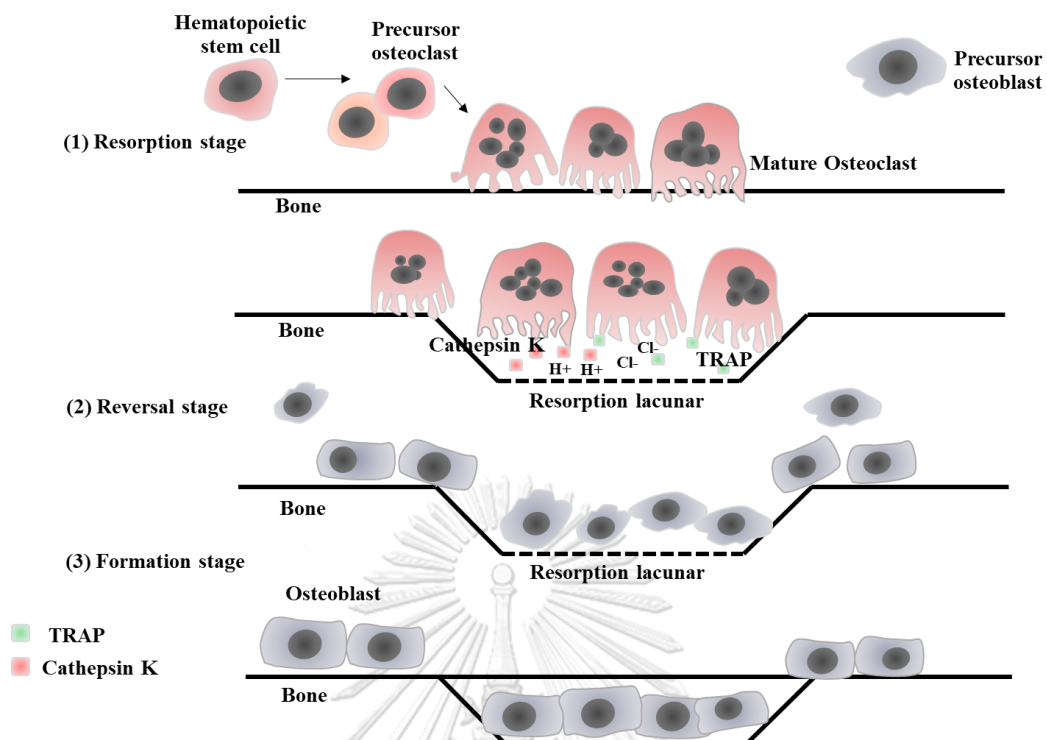 Hematopoietic
stem cell
Precursor
osteoclast
Precursor
osteoblast
(1) Resorption stage
Mature Osteoclast
Bone
Bone
Cathepsin K
Cl-
H+
H+
Cl-
TRAP
Resorption lacunar
(2) Reversal stage
Bone
(3) Formation stage
Resorption lacunar
Osteoblast
TRAP
Cathepsin K
Bone